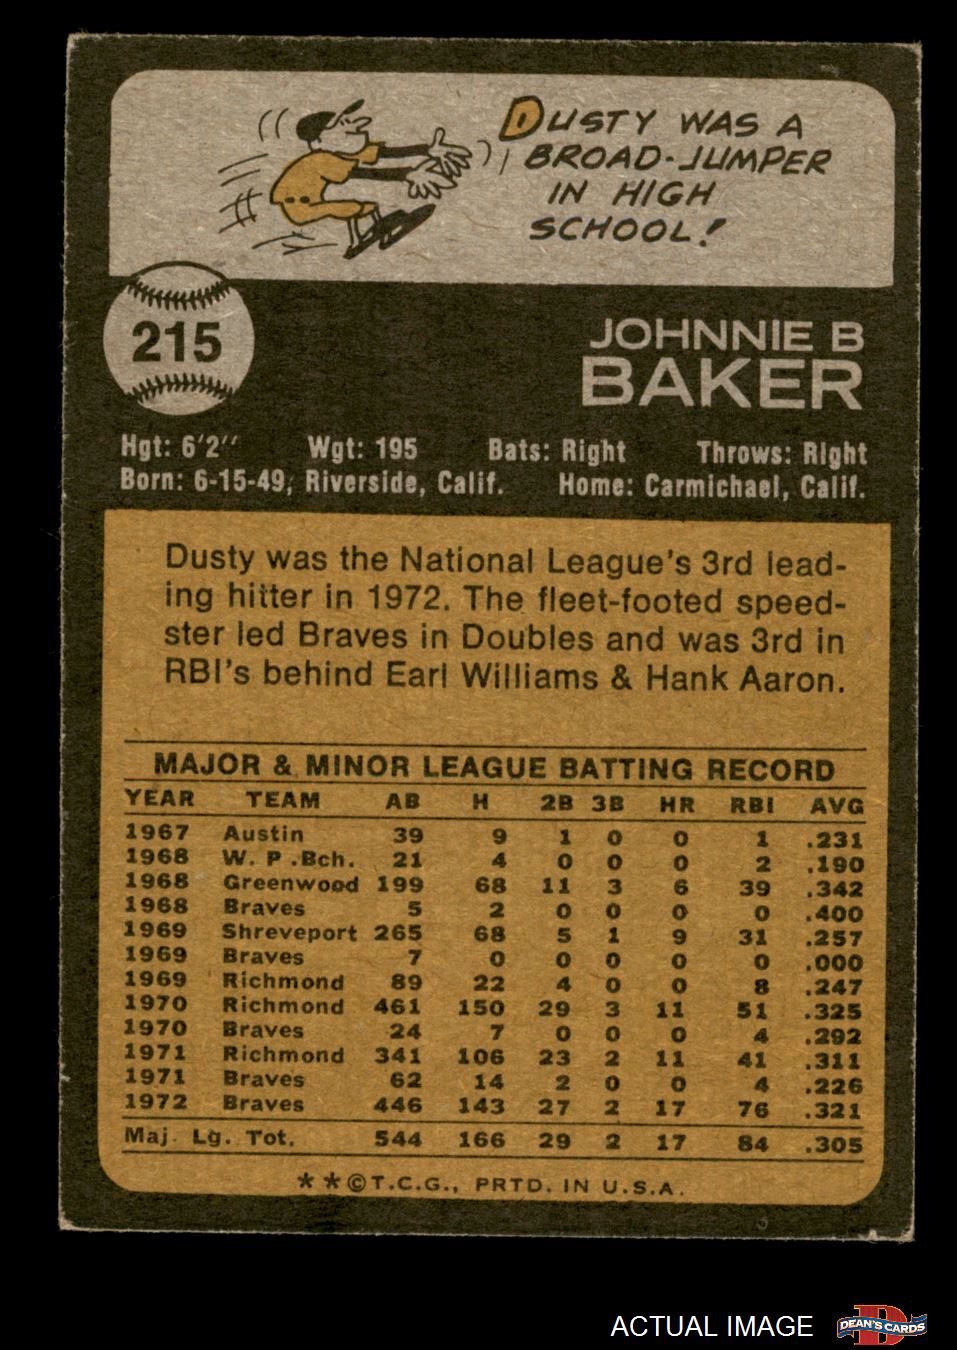 DUSTY WAS A
BROAD-JUMPER
IN HIGH
SCHOOL!
215
JOHNNIE B
BAKER
Hgt: 6'2" Wgt: 195 Bats: Right Throws: Right
Born: 6-15-49, Riverside, Calif. Home: Carmichael, Calif.
Dusty was the National League's 3rd lead-
ing hitter in 1972. The fleet-footed speed-
ster led Braves in Doubles and was 3rd in
RBI's behind Earl Williams & Hank Aaron.
MAJOR & MINOR LEAGUE BATTING RECORD
YEAR TEAM AB H 2B 3B HR RBI AVG
1967 Austin 39 9 1 0 0 1 .231
1968 W. P .Bch. 21 4 0 0 0 2 .190
1968 Greenwood 199 68 11 3 6 39 .342
1968 Braves 5 2 0 0 0 0 .400
1969 Shreveport 265 68 5 1 9 31 .257
1969 Braves 7 0 0 0 0 0 .000
1969 Richmond 89 22 4 0 0 8 .247
1970 Richmond 461 150 29 3 11 51 .325
1970 Braves 24 7 0 0 0 4 .292
1971 Richmond 341 106 23 2 11 41 .311
1971 Braves 62 14 2 0 0 4 .226
1972 Braves 446 143 27 2 17 76 .321
Maj. Lg. Tot. 544 166 29 2 17 84 .305
**©T.C.G., PRTD. IN U.S.A.
ACTUAL IMAGE
D
DEAN'S CARDS